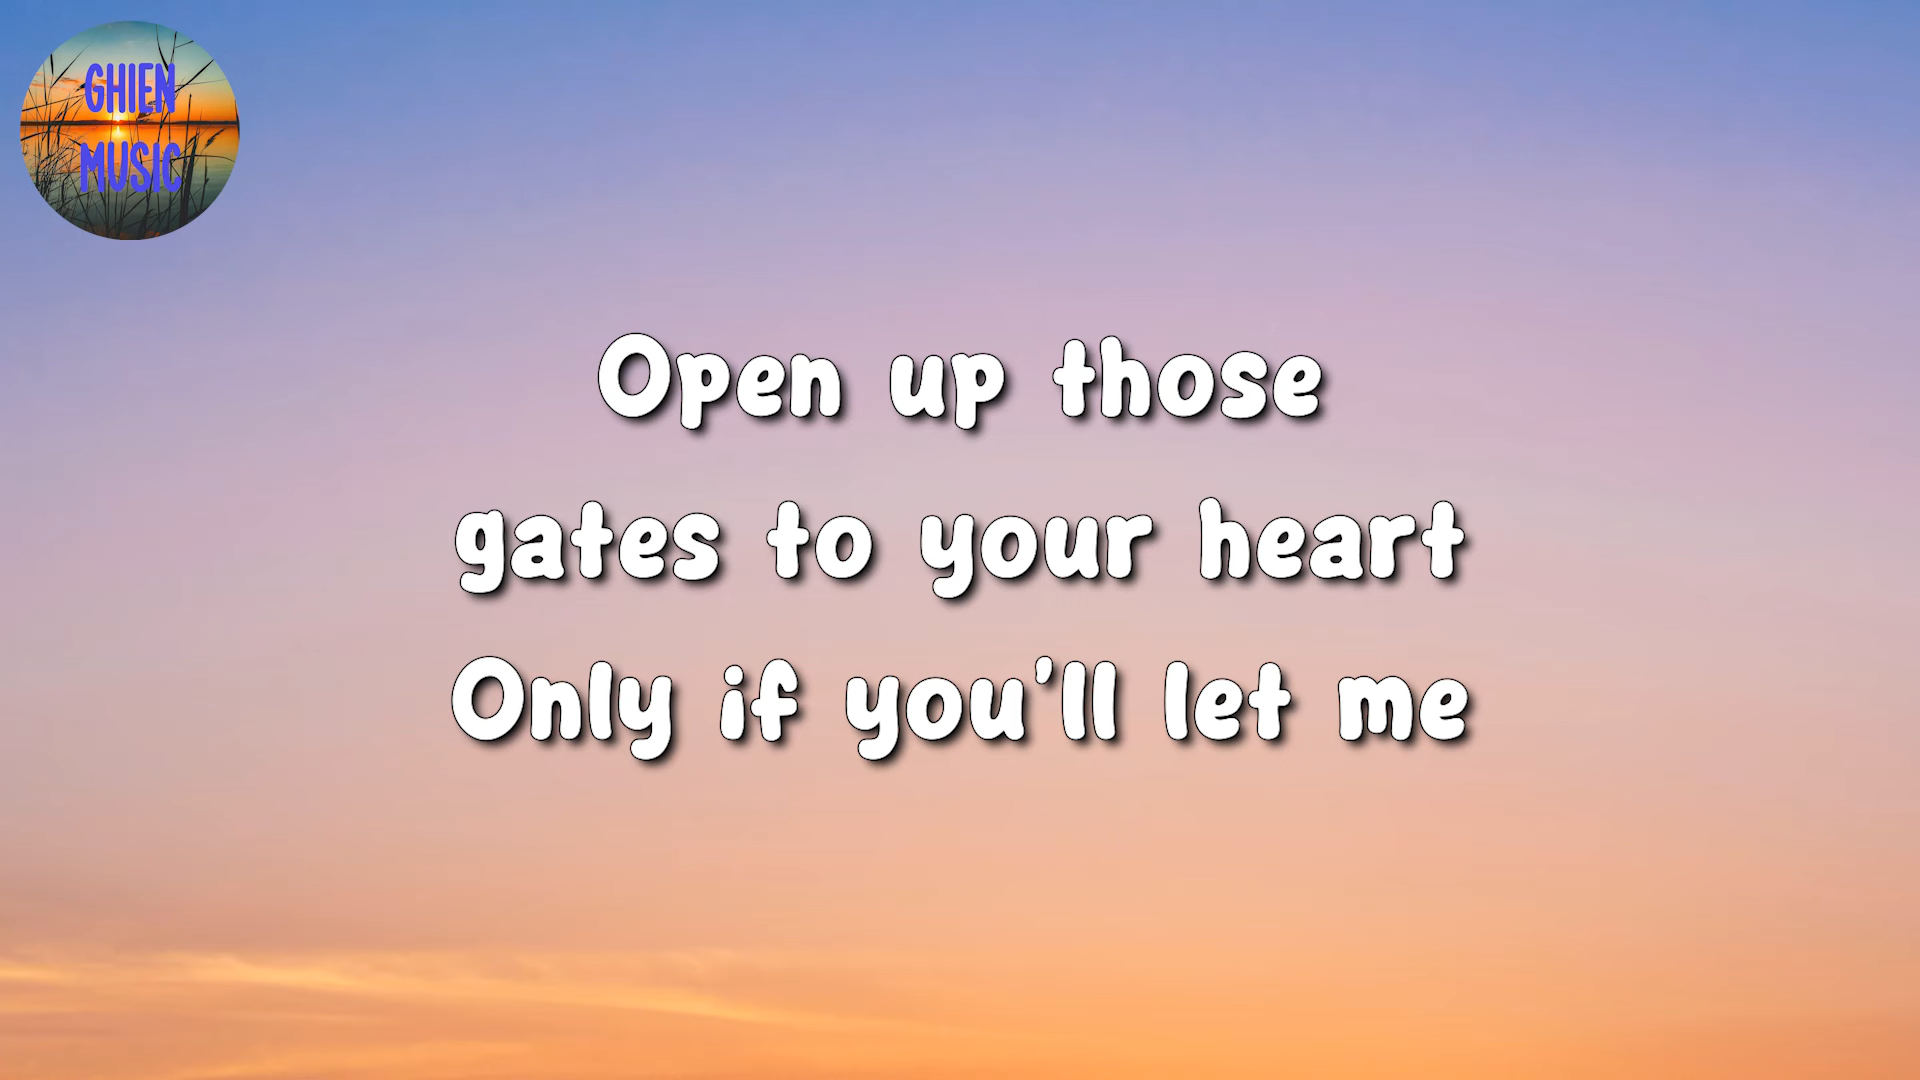 GHIEN
MUSIC
Open up those
gates to your heart
Only if you'll let me